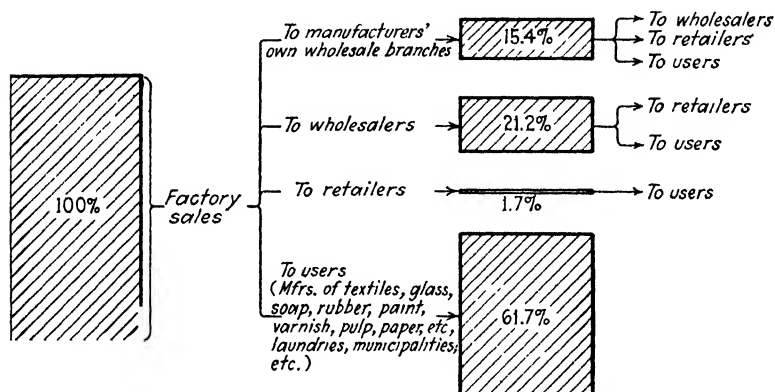 100%
Factory
sales
To manufacturers'
own wholesale branches
15.4%
To wholesalers
To retailers
To users
To wholesalers
21.2%
To retailers
To users
To retailers
1.7%
To users
To users
(Mfrs. of textiles, glass,
soap, rubber, paint,
varnish, pulp, paper, etc.,
laundries, municipalities,
etc.)
61.7%